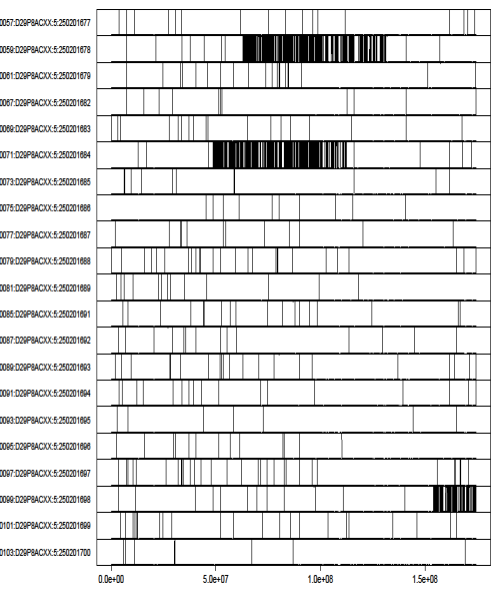 0057:D29P8ACXX:5:250201677
0059:D29P8ACXX:5:250201678
0061:D29P8ACXX:5:250201679
0067:D29P8ACXX:5:250201682
0069:D29P8ACXX:5:250201683
0071:D29P8ACXX:5:250201684
0073:D29P8ACXX:5:250201685
0075:D29P8ACXX:5:250201686
0077:D29P8ACXX:5:250201687
0079:D29P8ACXX:5:250201688
0081:D29P8ACXX:5:250201689
0085:D29P8ACXX:5:250201691
0087:D29P8ACXX:5:250201692
0089:D29P8ACXX:5:250201693
0091:D29P8ACXX:5:250201694
0093:D29P8ACXX:5:250201695
0095:D29P8ACXX:5:250201696
0097:D29P8ACXX:5:250201697
0099:D29P8ACXX:5:250201698
0101:D29P8ACXX:5:250201699
0103:D29P8ACXX:5:250201700
0.0e+00 5.0e+07 1.0e+08 1.5e+08